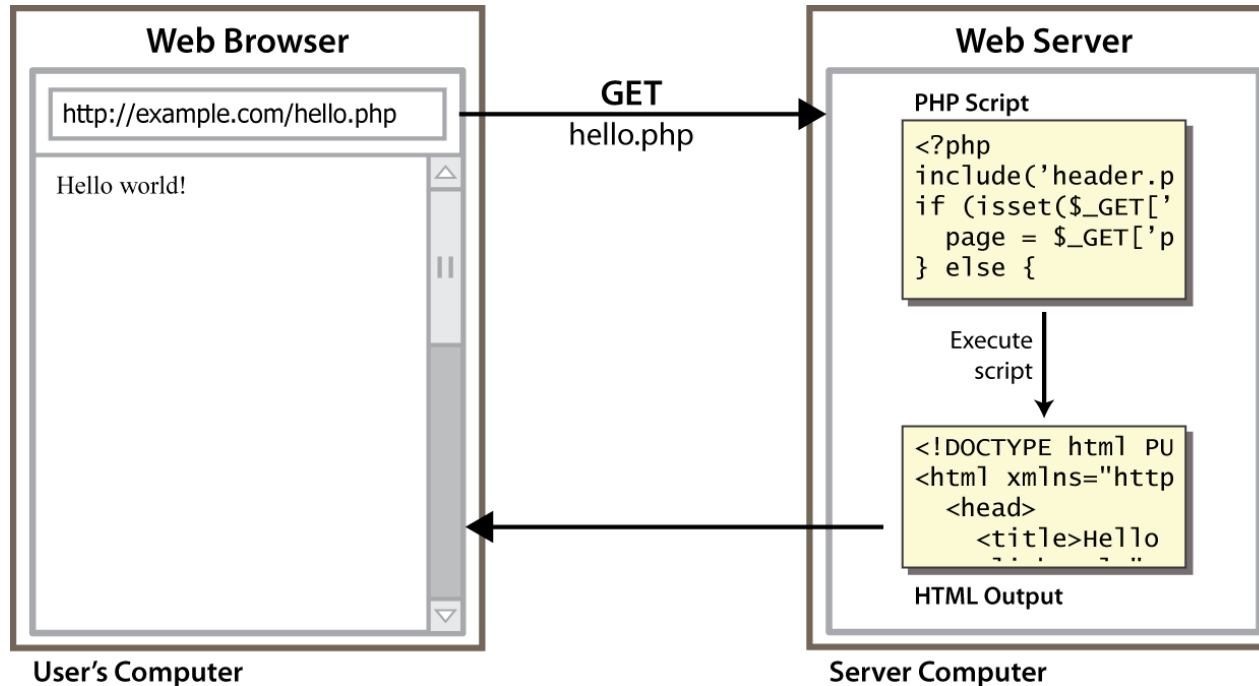 Web Browser
http://example.com/hello.php
Hello world!
User's Computer
GET
hello.php
Web Server
PHP Script
<?php
include('header.p
if (isset($_GET['
page = $_GET['p
} else {
Execute
script
<!DOCTYPE html PU
<html xmlns="http
<head>
<title>Hello
HTML Output
Server Computer